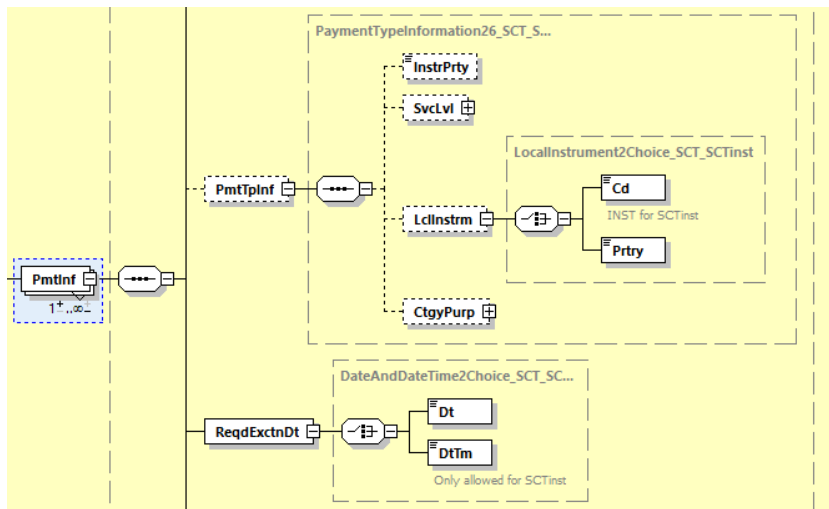 PaymentTypeInformation26_SCT_S...
InstrPrty
SvcLvl
LocalInstrument2Choice_SCT_SCTinst
PmtTpInf
LclInstrm
Cd
INST for SCTinst
Prtry
PmtInf
1..∞
CtgyPurp
DateAndDateTime2Choice_SCT_SC...
ReqdExctnDt
Dt
DtTm
Only allowed for SCTinst